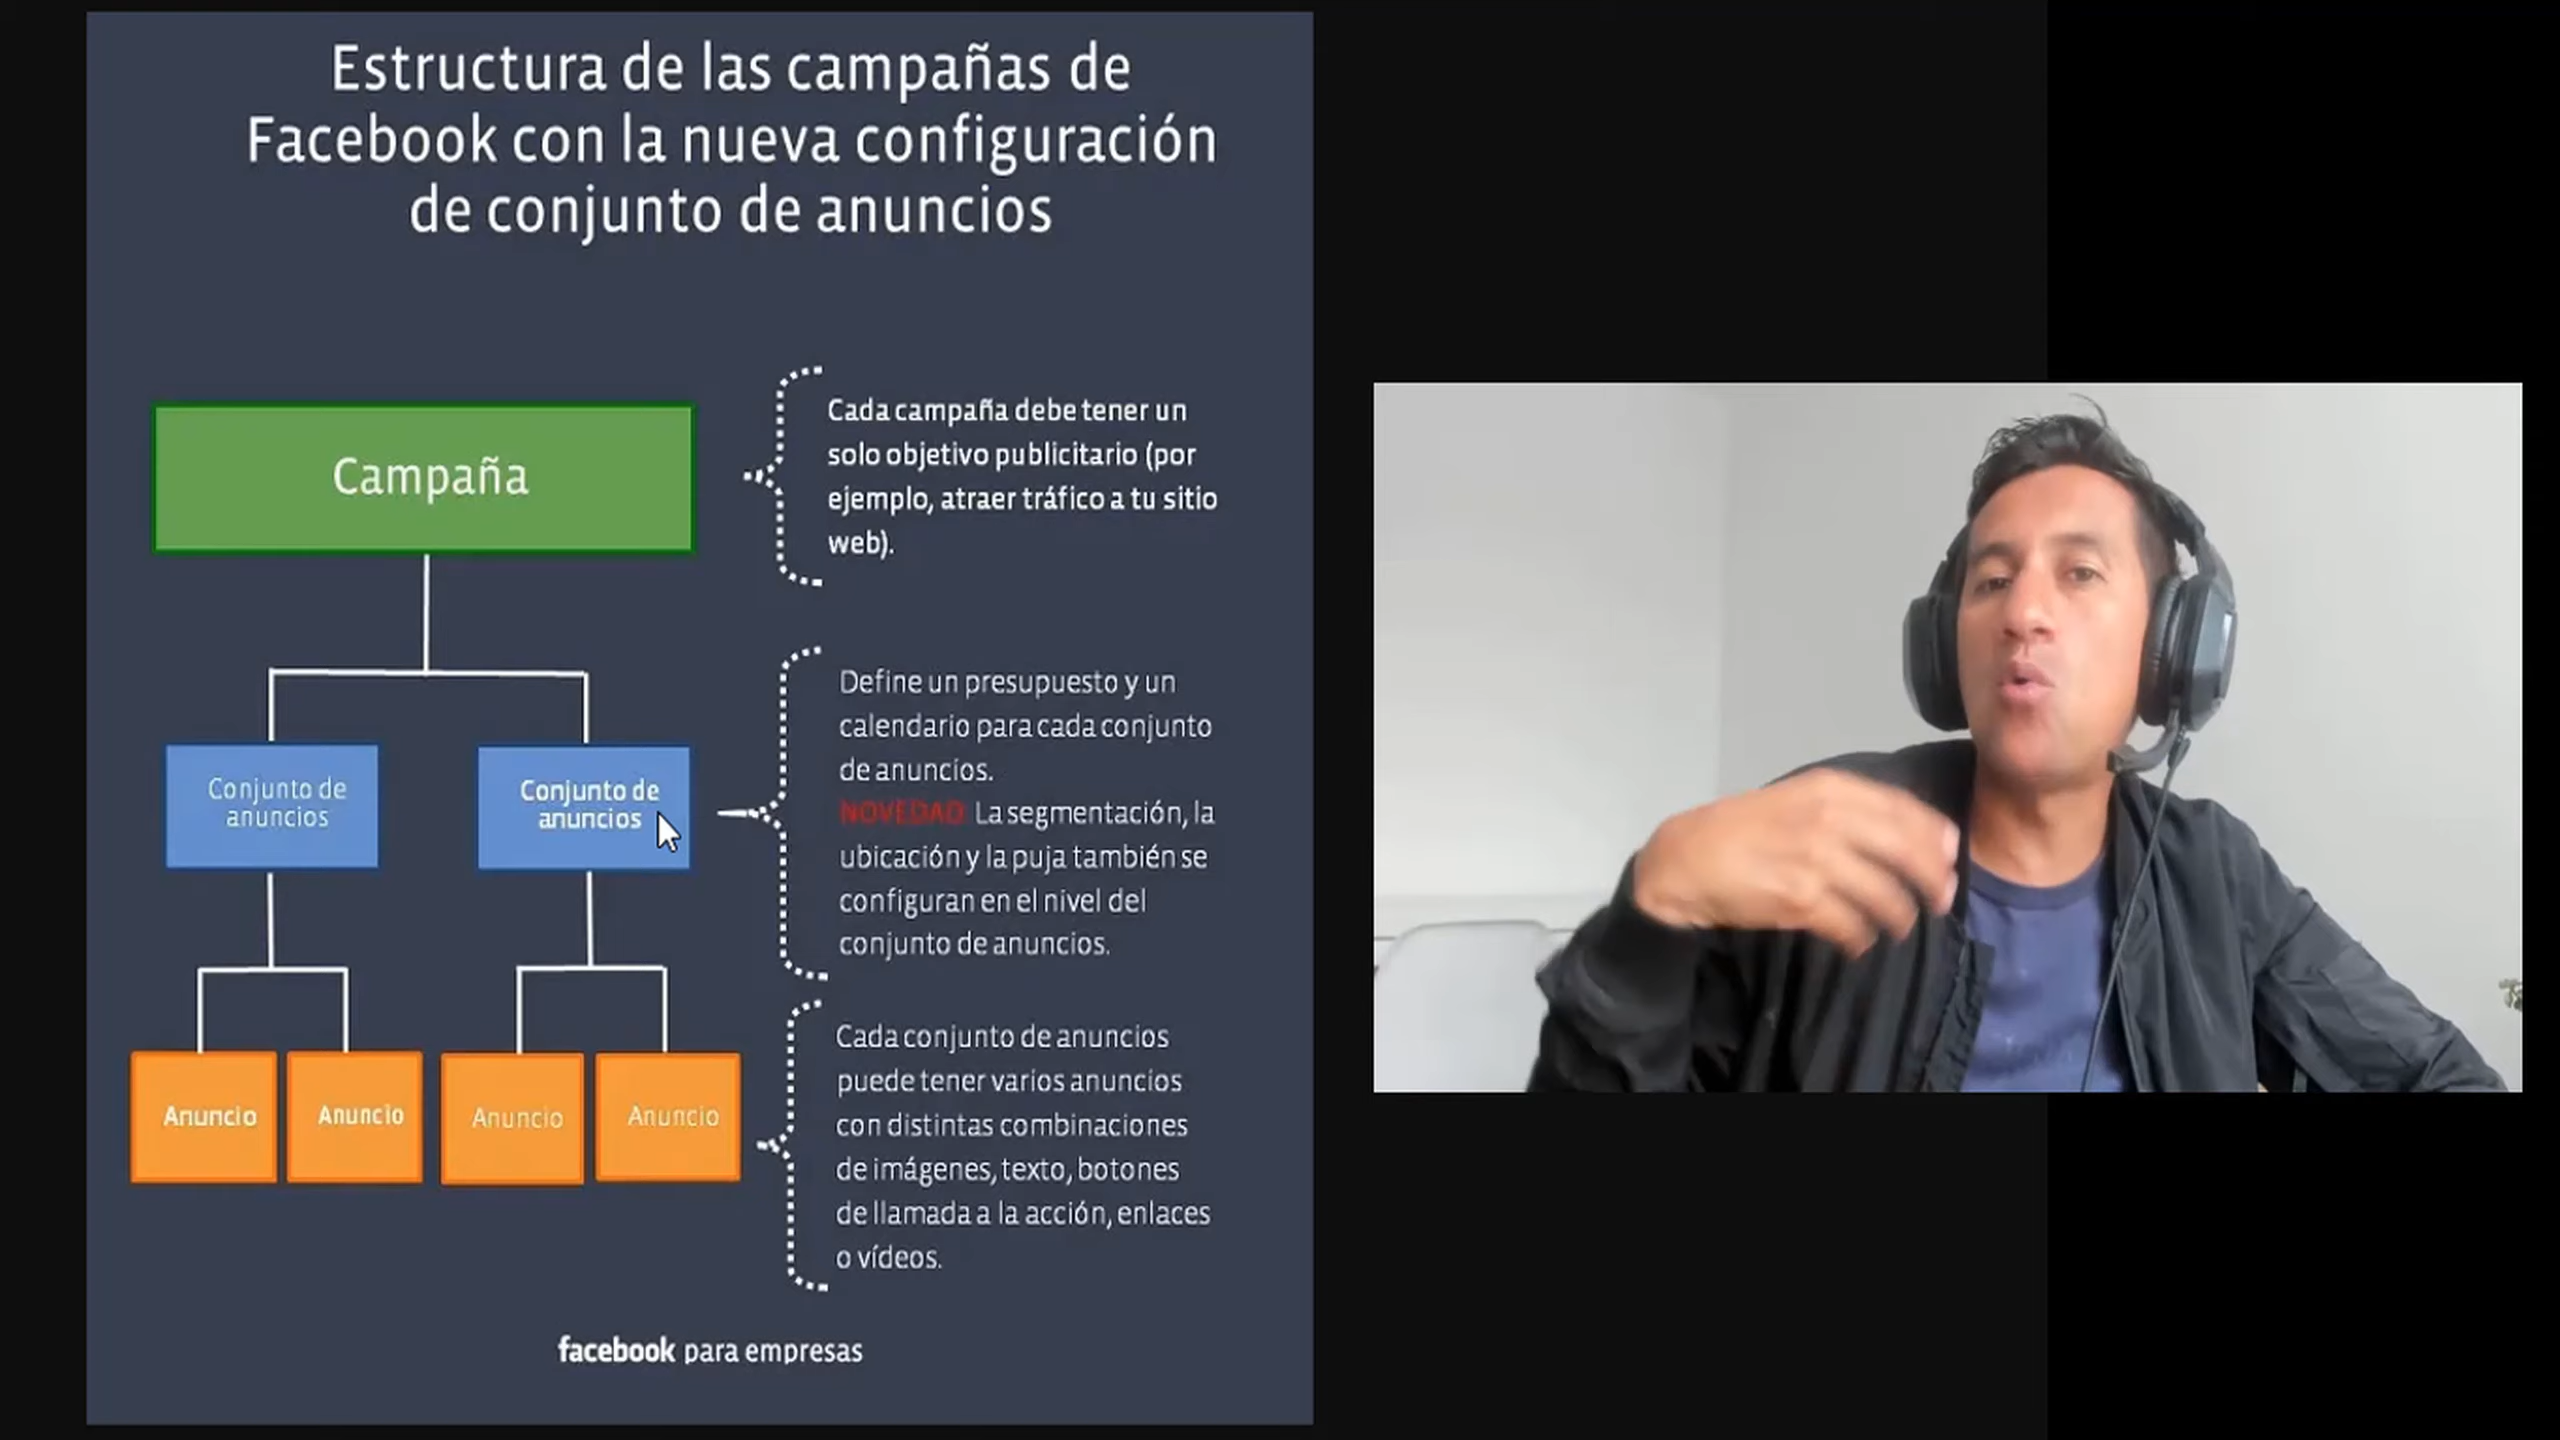 Estructura de las campañas de
Facebook con la nueva configuración
de conjunto de anuncios
Campaña
Cada campaña debe tener un
solo objetivo publicitario (por
ejemplo, atraer tráfico a tu sitio
web).
Conjunto de
anuncios
Conjunto de
anuncios
Define un presupuesto y un
calendario para cada conjunto
de anuncios.
NOVEDAD La segmentación, la
ubicación y la puja también se
configuran en el nivel del
conjunto de anuncios.
Anuncio
Anuncio
Anuncio
Anuncio
Cada conjunto de anuncios
puede tener varios anuncios
con distintas combinaciones
de imágenes, texto, botones
de llamada a la acción, enlaces
o vídeos.
facebook para empresas